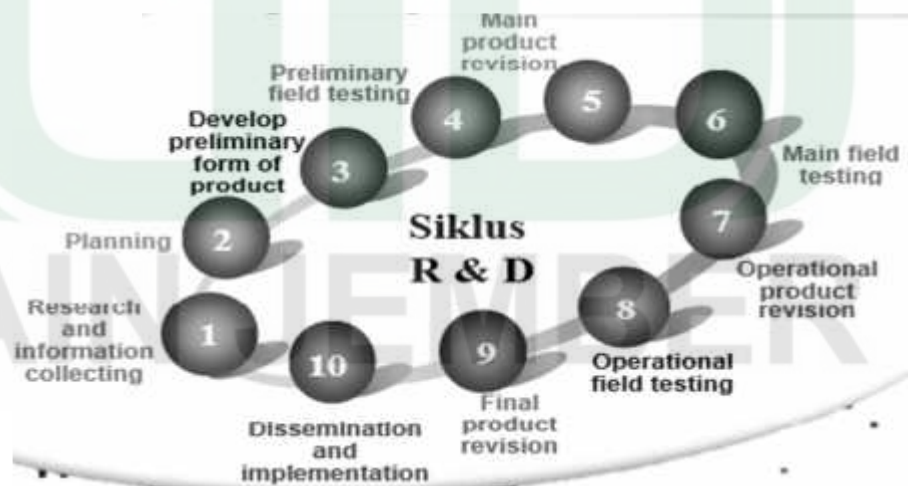 1
Research
and
information
collecting
2
Planning
3
Develop
preliminary
form of
product
4
Preliminary
field testing
5
Main
product
revision
6
Main field
testing
7
Operational
product
revision
8
Operational
field testing
9
Final
product
revision
10
Dissemination
and
implementation
Siklus
R & D
JEMBER